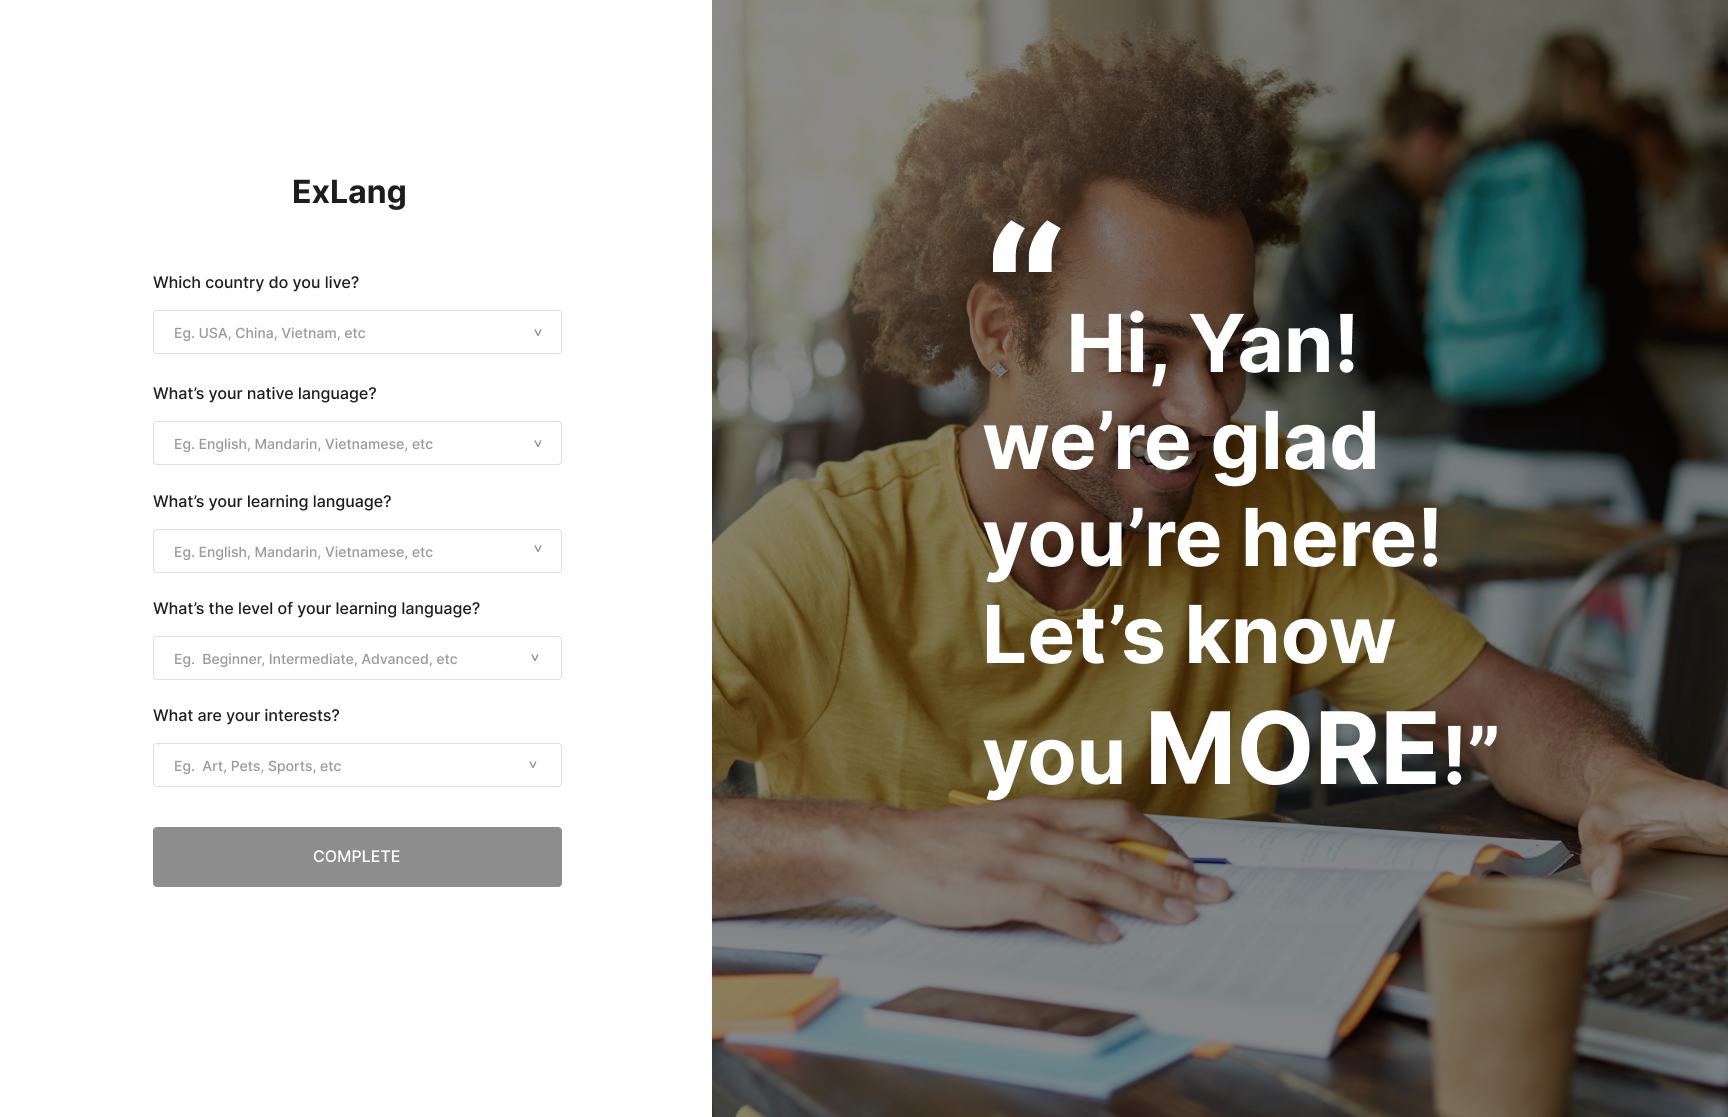 ExLang
Which country do you live?
Eg. USA, China, Vietnam, etc
What’s your native language?
Eg. English, Mandarin, Vietnamese, etc
What’s your learning language?
Eg. English, Mandarin, Vietnamese, etc
What’s the level of your learning language?
Eg.  Beginner, Intermediate, Advanced, etc
What are your interests?
Eg.  Art, Pets, Sports, etc
COMPLETE
“
Hi, Yan!
we’re glad
you’re here!
Let’s know
you MORE!”